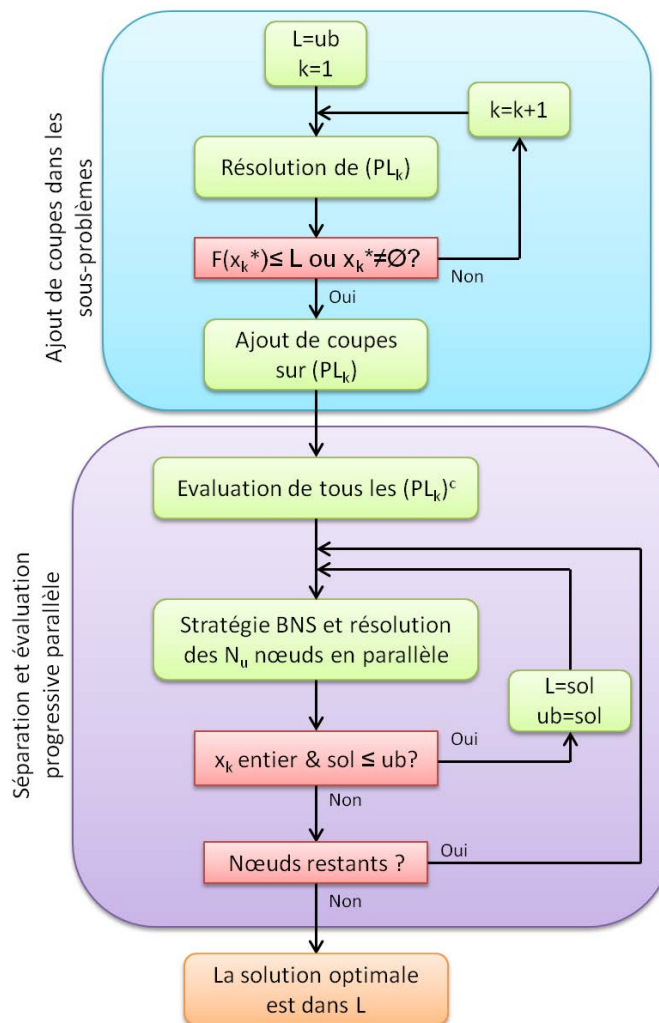 L=ub
k=1
k=k+1
Résolution de (PLk)
F(xk*)≤ L ou xk*≠Ø?
Non
Oui
Ajout de coupes
sur (PLk)
Ajout de coupes dans les
sous-problèmes
Evaluation de tous les (PLk)ᶜ
Stratégie BNS et résolution
des Nu nœuds en parallèle
L=sol
ub=sol
xk entier & sol ≤ ub?
Oui
Non
Nœuds restants ?
Oui
Non
Séparation et évaluation
progressive parallèle
La solution optimale
est dans L